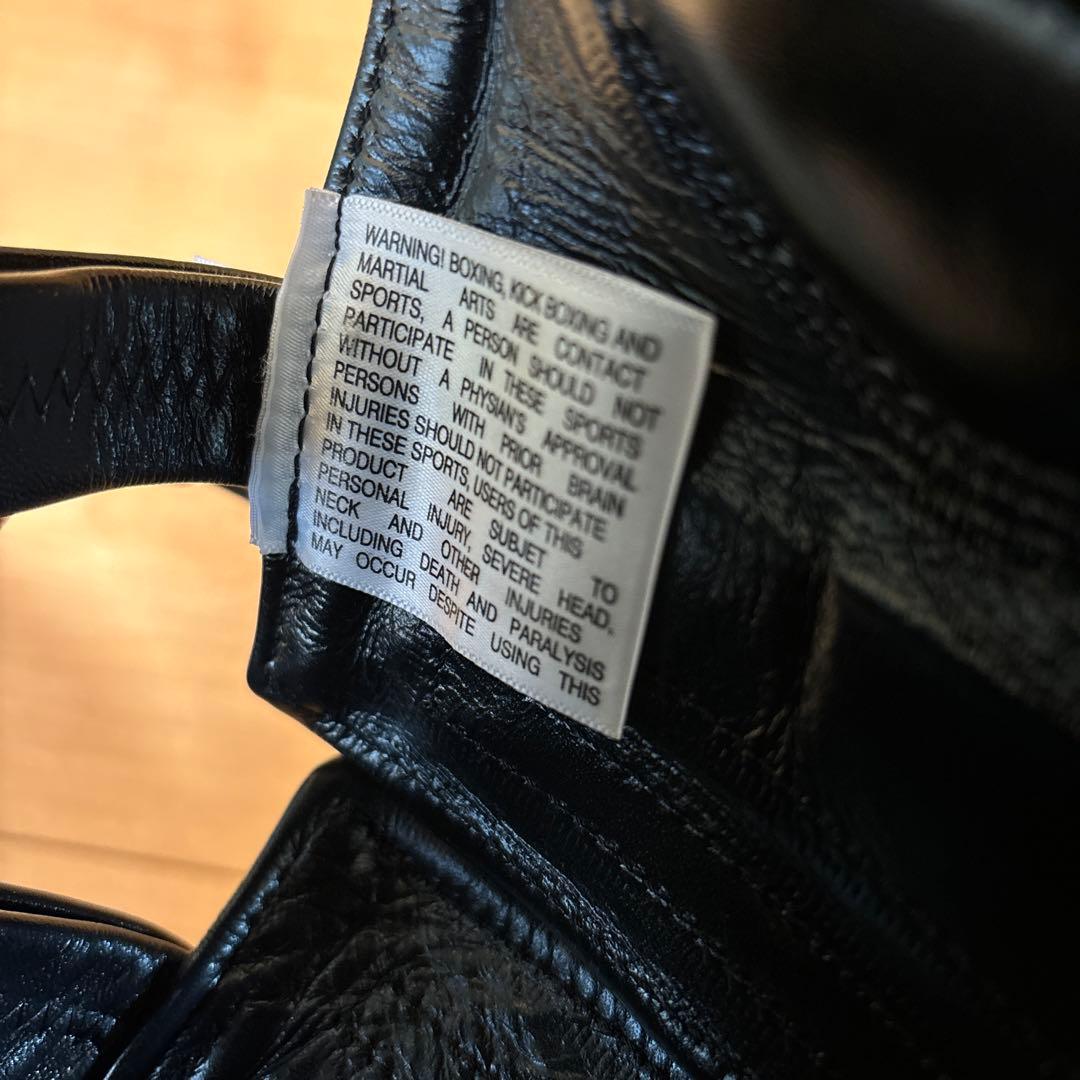 WARNING! BOXING, KICK BOXING AND
MARTIAL ARTS ARE CONTACT
SPORTS, A PERSON SHOULD NOT
PARTICIPATE IN THESE SPORTS
WITHOUT A PHYSIAN'S APPROVAL
PERSONS WITH PRIOR BRAIN
INJURIES SHOULD NOT PARTICIPATE
IN THESE SPORTS, USERS OF THIS
PRODUCT ARE SUBJET TO
PERSONAL INJURY, SEVERE HEAD,
NECK AND OTHER INJURIES
INCLUDING DEATH AND PARALYSIS
MAY OCCUR DESPITE USING THIS